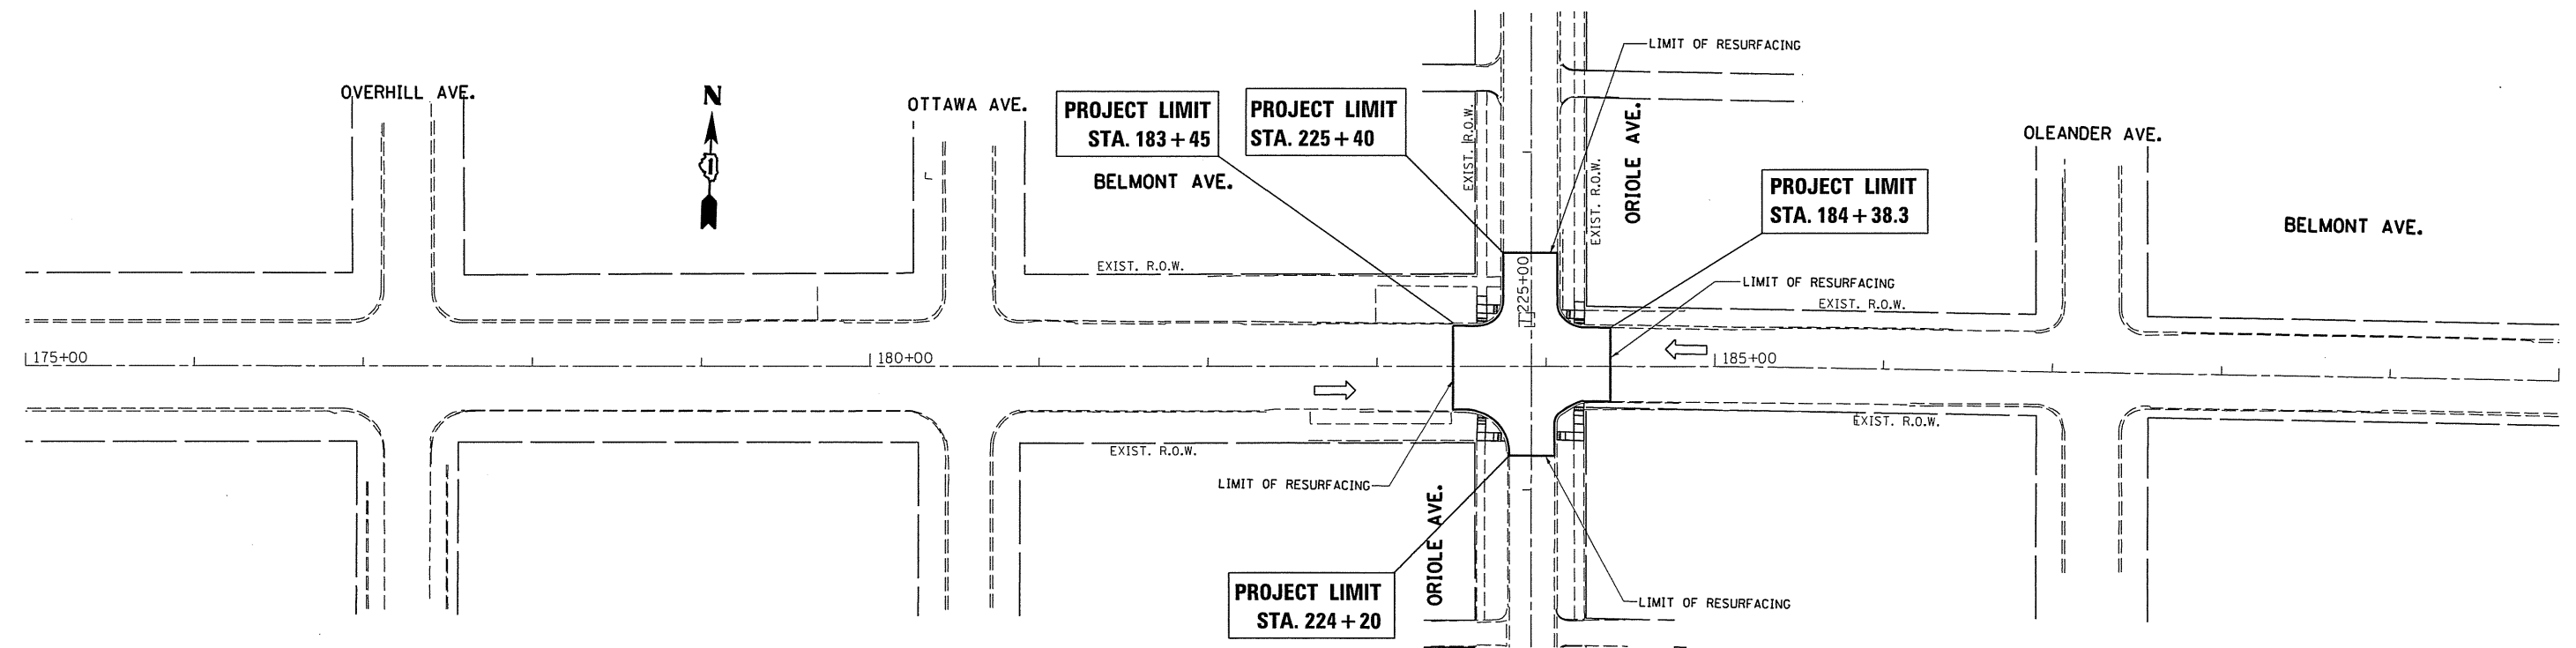 OVERHILL AVE.
N
OTTAWA AVE.
PROJECT LIMIT
STA. 183+45
PROJECT LIMIT
STA. 225+40
BELMONT AVE.
LIMIT OF RESURFACING
EXIST. R.O.W.
EXIST. R.O.W.
ORIOLE AVE.
PROJECT LIMIT
STA. 184+38.3
OLEANDER AVE.
BELMONT AVE.
EXIST. R.O.W.
225+00
LIMIT OF RESURFACING
EXIST. R.O.W.
175+00
180+00
185+00
EXIST. R.O.W.
EXIST. R.O.W.
LIMIT OF RESURFACING
ORIOLE AVE.
PROJECT LIMIT
STA. 224+20
LIMIT OF RESURFACING